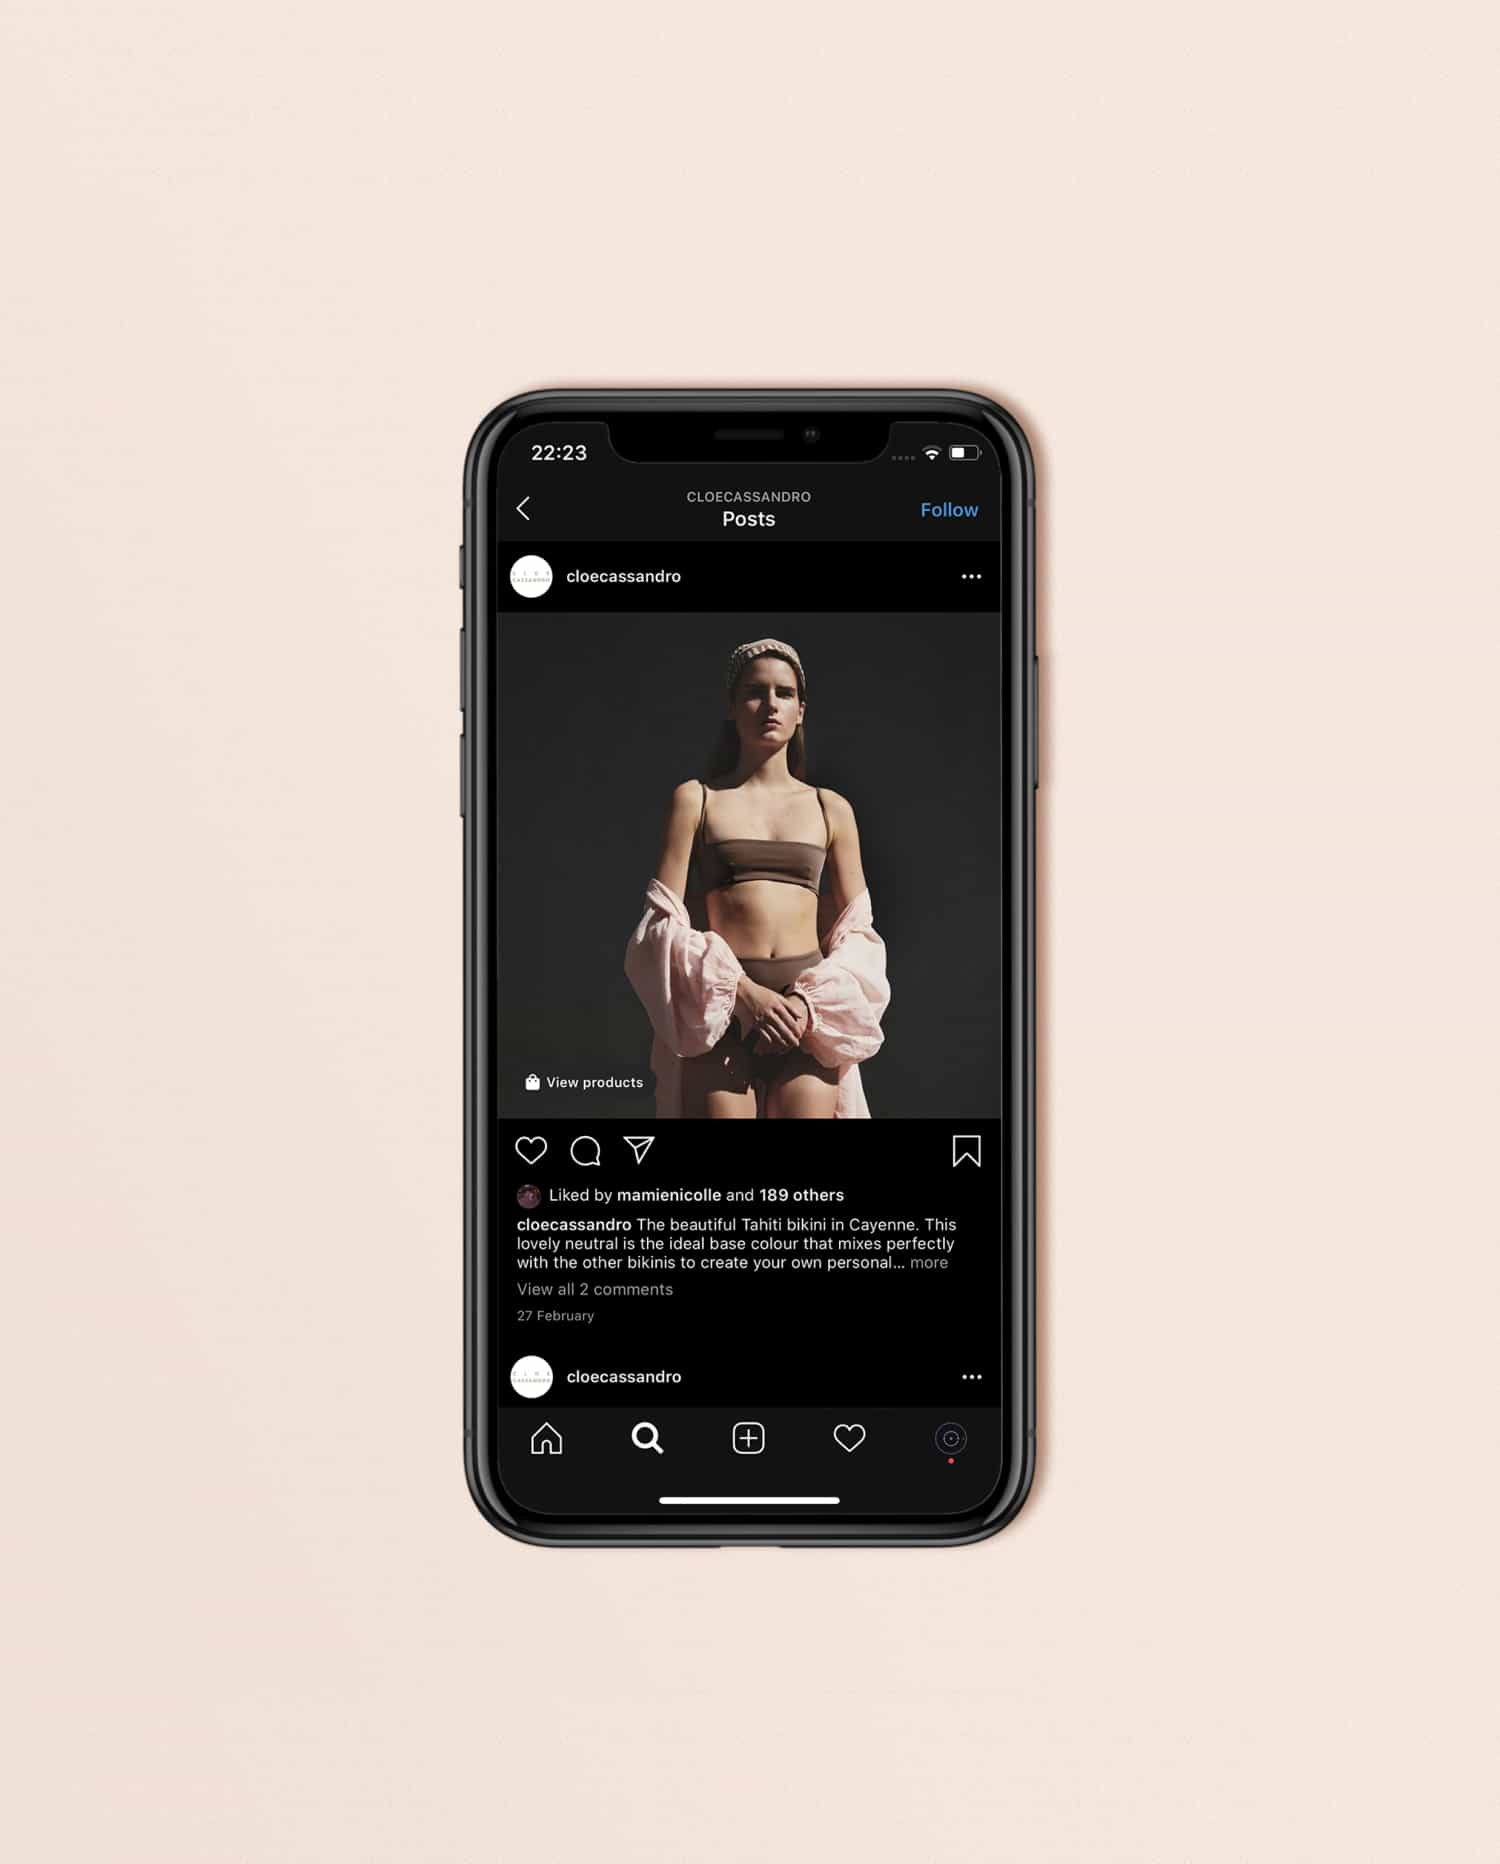 22:23
CLOECASSANDRO
Posts
Follow
cloecassandro
View products
Liked by mamienicolle and 189 others
cloecassandro The beautiful Tahiti bikini in Cayenne. This
lovely neutral is the ideal base colour that mixes perfectly
with the other bikinis to create your own personal... more
View all 2 comments
27 February
cloecassandro